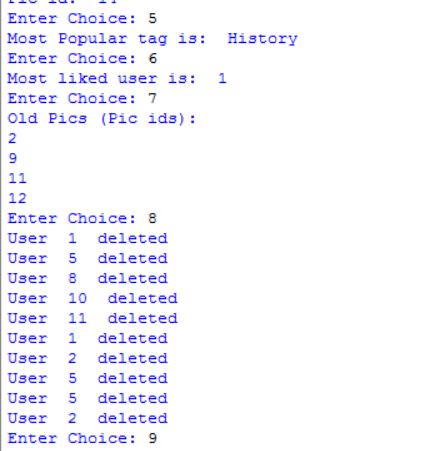 Enter Choice: 5
Most Popular tag is:  History
Enter Choice: 6
Most liked user is:  1
Enter Choice: 7
Old Pics (Pic ids):
2
9
11
12
Enter Choice: 8
User  1  deleted
User  5  deleted
User  8  deleted
User  10  deleted
User  11  deleted
User  1  deleted
User  2  deleted
User  5  deleted
User  5  deleted
User  2  deleted
Enter Choice: 9